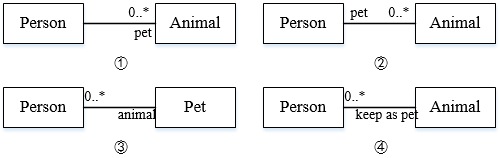 Person 0..* pet Animal
①
Person pet 0..* Animal
②
Person 0..* animal Pet
③
Person 0..* keep as pet Animal
④